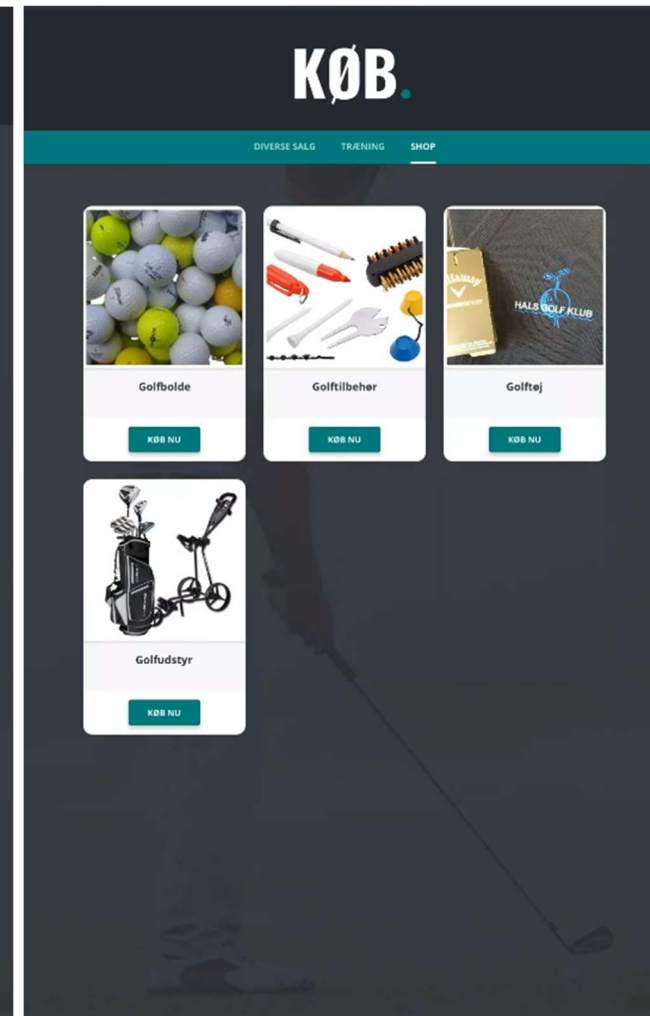 KØB.
DIVERSE SALG TRÆNING SHOP
HALS GOLF KLUB
Golfbolde Golftilbehør Golftøj
KØB NU KØB NU KØB NU
Golfudstyr
KØB NU